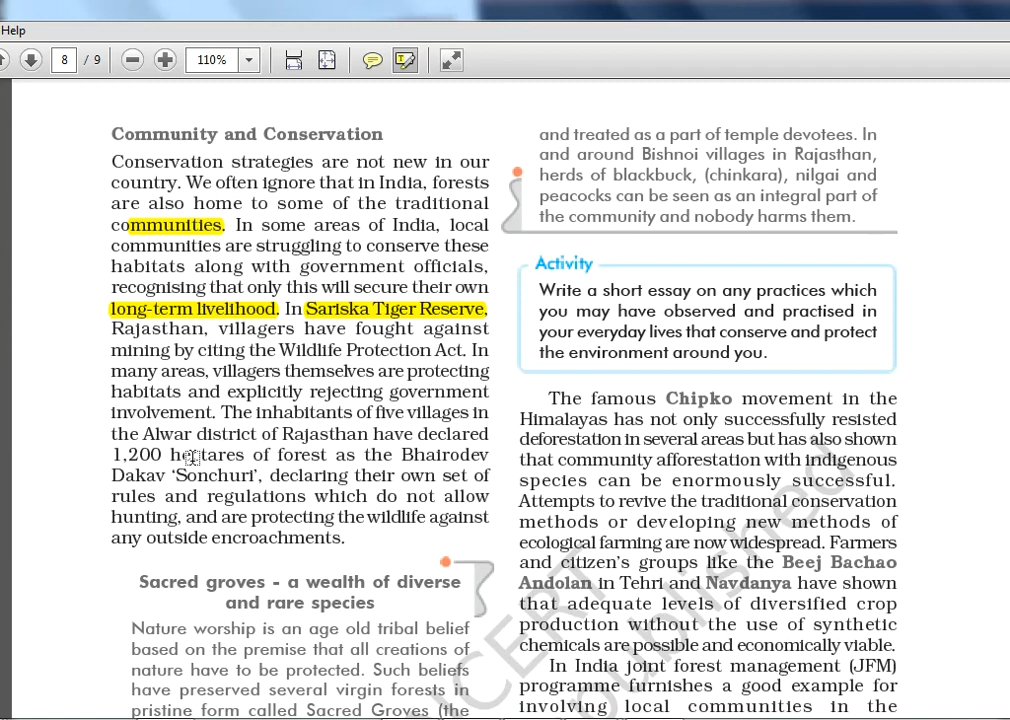 Help
8 / 9
110%
Community and Conservation
Conservation strategies are not new in our
country. We often ignore that in India, forests
are also home to some of the traditional
communities. In some areas of India, local
communities are struggling to conserve these
habitats along with government officials,
recognising that only this will secure their own
long-term livelihood. In Sariska Tiger Reserve,
Rajasthan, villagers have fought against
mining by citing the Wildlife Protection Act. In
many areas, villagers themselves are protecting
habitats and explicitly rejecting government
involvement. The inhabitants of five villages in
the Alwar district of Rajasthan have declared
1,200 hectares of forest as the Bhairodev
Dakav ‘Sonchuri’, declaring their own set of
rules and regulations which do not allow
hunting, and are protecting the wildlife against
any outside encroachments.
Sacred groves - a wealth of diverse
and rare species
Nature worship is an age old tribal belief
based on the premise that all creations of
nature have to be protected. Such beliefs
have preserved several virgin forests in
pristine form called Sacred Groves (the
and treated as a part of temple devotees. In
and around Bishnoi villages in Rajasthan,
herds of blackbuck, (chinkara), nilgai and
peacocks can be seen as an integral part of
the community and nobody harms them.
Activity
Write a short essay on any practices which
you may have observed and practised in
your everyday lives that conserve and protect
the environment around you.
The famous Chipko movement in the
Himalayas has not only successfully resisted
deforestation in several areas but has also shown
that community afforestation with indigenous
species can be enormously successful.
Attempts to revive the traditional conservation
methods or developing new methods of
ecological farming are now widespread. Farmers
and citizen’s groups like the Beej Bachao
Andolan in Tehri and Navdanya have shown
that adequate levels of diversified crop
production without the use of synthetic
chemicals are possible and economically viable.
In India joint forest management (JFM)
programme furnishes a good example for
involving local communities in the
NCERT
published